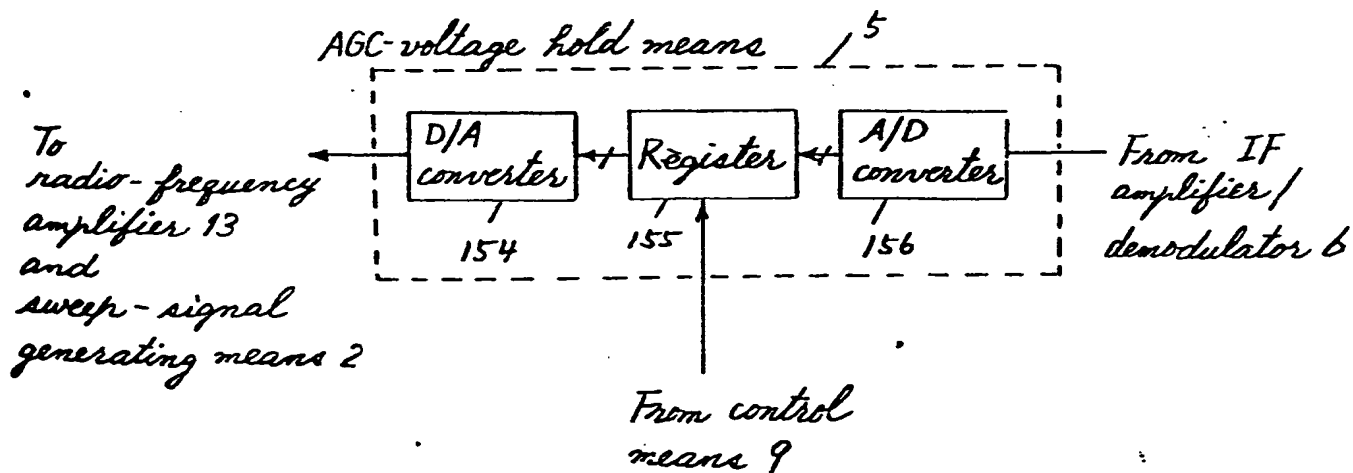 AGC-voltage hold means
5
To
radio-frequency
amplifier 13
and
sweep-signal
generating means 2
D/A
converter
154
Register
155
A/D
converter
156
From IF
amplifier/
demodulator 6
From control
means 9